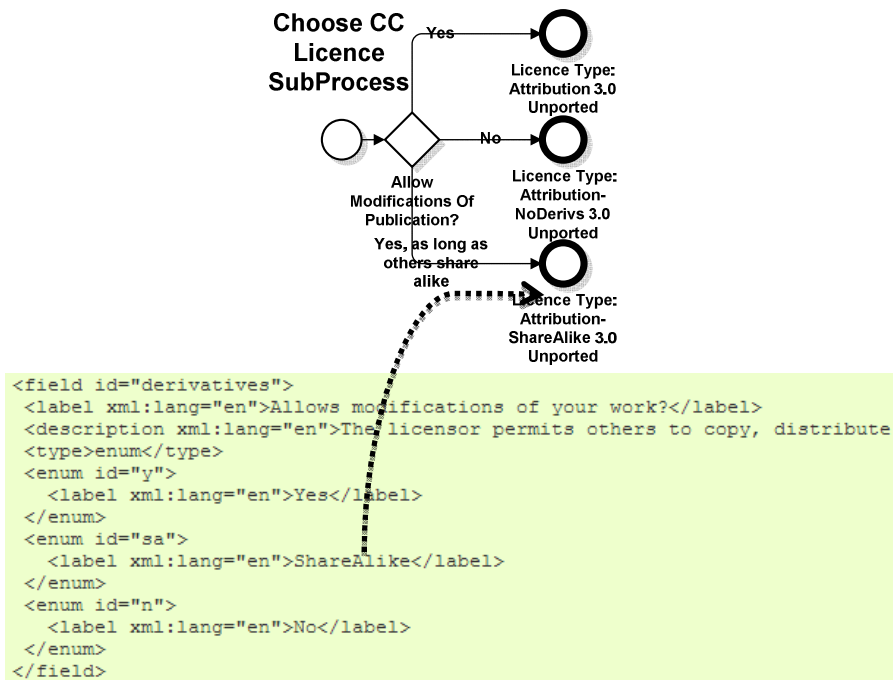 Choose CC
Licence
SubProcess
Yes
Licence Type:
Attribution 3.0
Unported
No
Allow
Modifications Of
Publication?
Licence Type:
Attribution-
NoDerivs 3.0
Unported
Yes, as long as
others share
alike
Licence Type:
Attribution-
ShareAlike 3.0
Unported
<field id="derivatives">
<label xml:lang="en">Allows modifications of your work?</label>
<description xml:lang="en">The licensor permits others to copy, distribute
<type>enum</type>
<enum id="y">
<label xml:lang="en">Yes</label>
</enum>
<enum id="sa">
<label xml:lang="en">ShareAlike</label>
</enum>
<enum id="n">
<label xml:lang="en">No</label>
</enum>
</field>